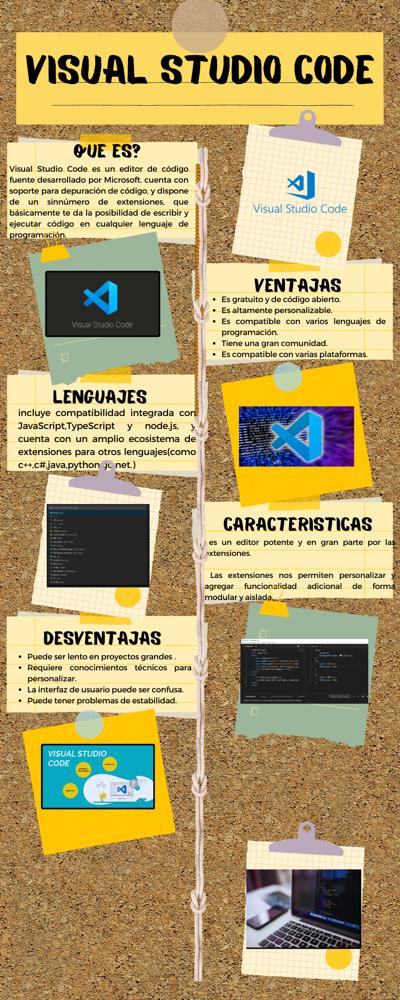 VISUAL STUDIO CODE
QUE ES?
Visual Studio Code es un editor de código
fuente desarrollado por Microsoft. cuenta con
soporte para depuración de código, y dispone
de un sinnúmero de extensiones, que
básicamente te da la posibilidad de escribir y
ejecutar código en cualquier lenguaje de
programación.
Visual Studio Code
Visual Studio Code
VENTAJAS
Es gratuito y de código abierto.
Es altamente personalizable.
Es compatible con varios lenguajes de
programación.
Tiene una gran comunidad.
Es compatible con varias plataformas.
LENGUAJES
incluye compatibilidad integrada con
JavaScript,TypeScript y node.js, y
cuenta con un amplio ecosistema de
extensiones para otros lenguajes(como
c++,c#,java,python go net.)
CARACTERISTICAS
es un editor potente y en gran parte por las
extensiones.
Las extensiones nos permiten personalizar y
agregar funcionalidad adicional de forma
modular y aislada.
DESVENTAJAS
Puede ser lento en proyectos grandes .
Requiere conocimientos técnicos para
personalizar.
La interfaz de usuario puede ser confusa.
Puede tener problemas de estabilidad.
VISUAL STUDIO
CODE